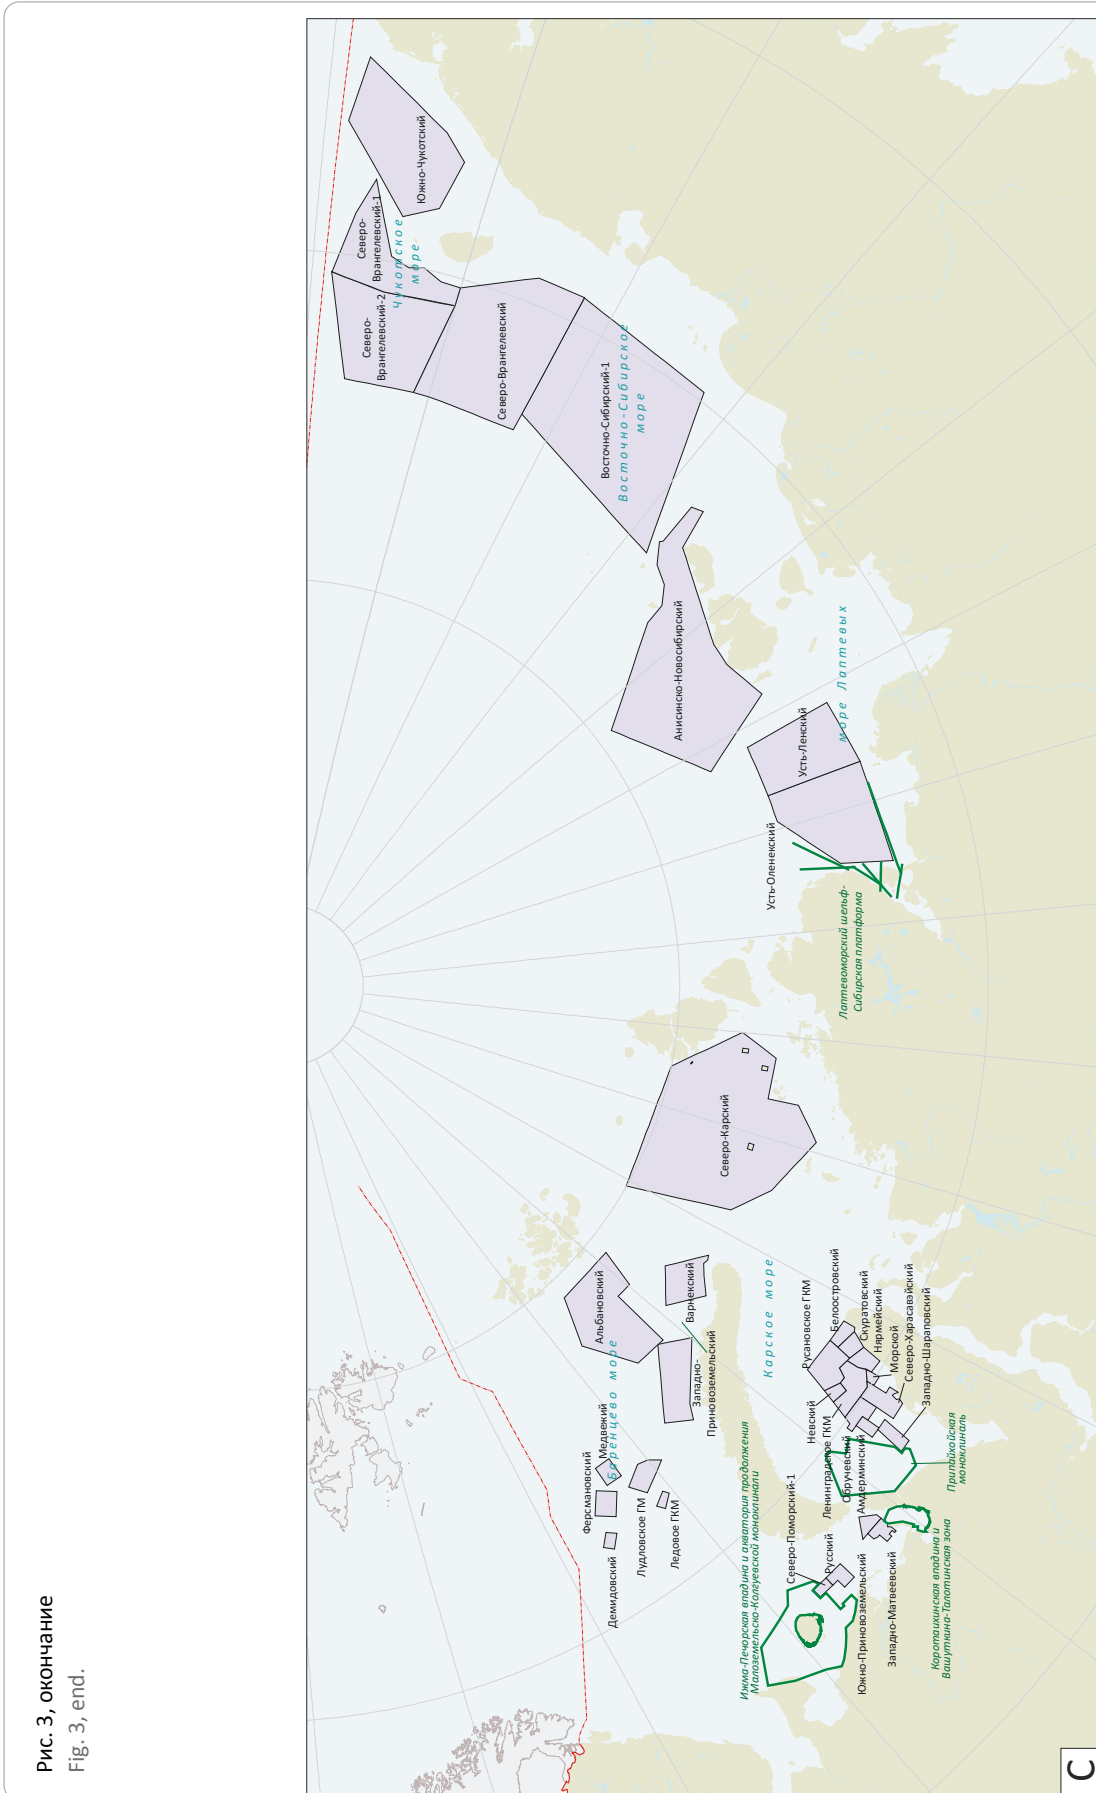 Рис. 3, окончание
Fig. 3, end.
Южно-Чукотский
Северо-
Врангелевский-1
Чукотское
море
Северо-
Врангелевский-2
Северо-Врангелевский
Восточно-Сибирский-1
Восточно-Сибирское
море
Анисинско-Новосибирский
море Лаптевых
Усть-Ленский
Усть-Оленекский
Лаптевоморский шельф-
Сибирская платформа
Северо-Карский
Альбановский
Варнекский
Западно-
Приновоземельский
Баренцево море
Карское море
Медвежий
Ферсмановский
Демидовский
Лудловское ГМ
Ледовое ГКМ
Русановское ГКМ
Белоостровский
Скуратовский
Нярмейский
Морской
Северо-Харасавэйский
Западно-Шараповский
Невский
Ленинградское ГКМ
Обручевский
Амдерминский
Припайхойская
моноклиналь
Северо-Поморский-1
Русский
Южно-Приновоземельский
Западно-Матвеевский
Ижма-Печорская впадина и акватория продолжения
Малоземельско-Колгуевской моноклинали
Коротаихинская впадина и
Вашуткина-Талотинская зона
C